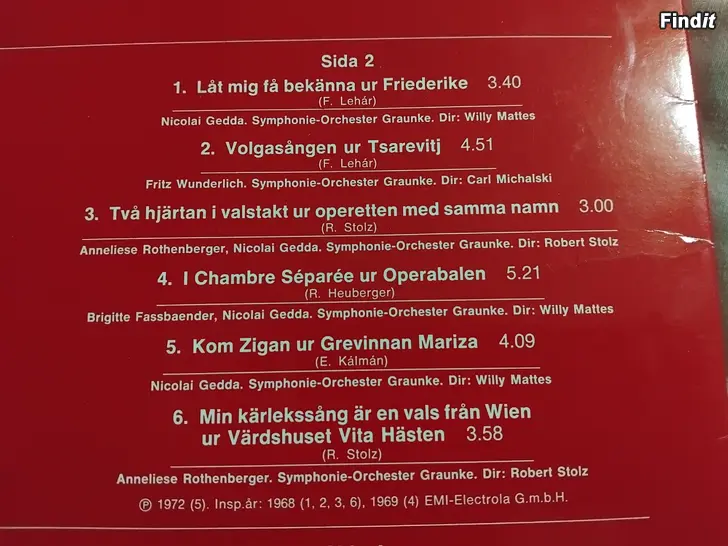 Findit
Sida 2
1. Låt mig få bekänna ur Friederike 3.40
(F. Lehár)
Nicolai Gedda. Symphonie-Orchester Graunke. Dir: Willy Mattes
2. Volgasången ur Tsarevitj 4.51
(F. Lehár)
Fritz Wunderlich. Symphonie-Orchester Graunke. Dir: Carl Michalski
3. Två hjärtan i valstakt ur operetten med samma namn 3.00
(R. Stolz)
Anneliese Rothenberger, Nicolai Gedda. Symphonie-Orchester Graunke. Dir: Robert Stolz
4. I Chambre Séparée ur Operabalen 5.21
(R. Heuberger)
Brigitte Fassbaender, Nicolai Gedda. Symphonie-Orchester Graunke. Dir: Willy Mattes
5. Kom Zigan ur Grevinnan Mariza 4.09
(E. Kálmán)
Nicolai Gedda. Symphonie-Orchester Graunke. Dir: Willy Mattes
6. Min kärlekssång är en vals från Wien
ur Värdshuset Vita Hästen 3.58
(R. Stolz)
Anneliese Rothenberger. Symphonie-Orchester Graunke. Dir: Robert Stolz
℗ 1972 (5). Insp.år: 1968 (1, 2, 3, 6), 1969 (4) EMI-Electrola G.m.b.H.